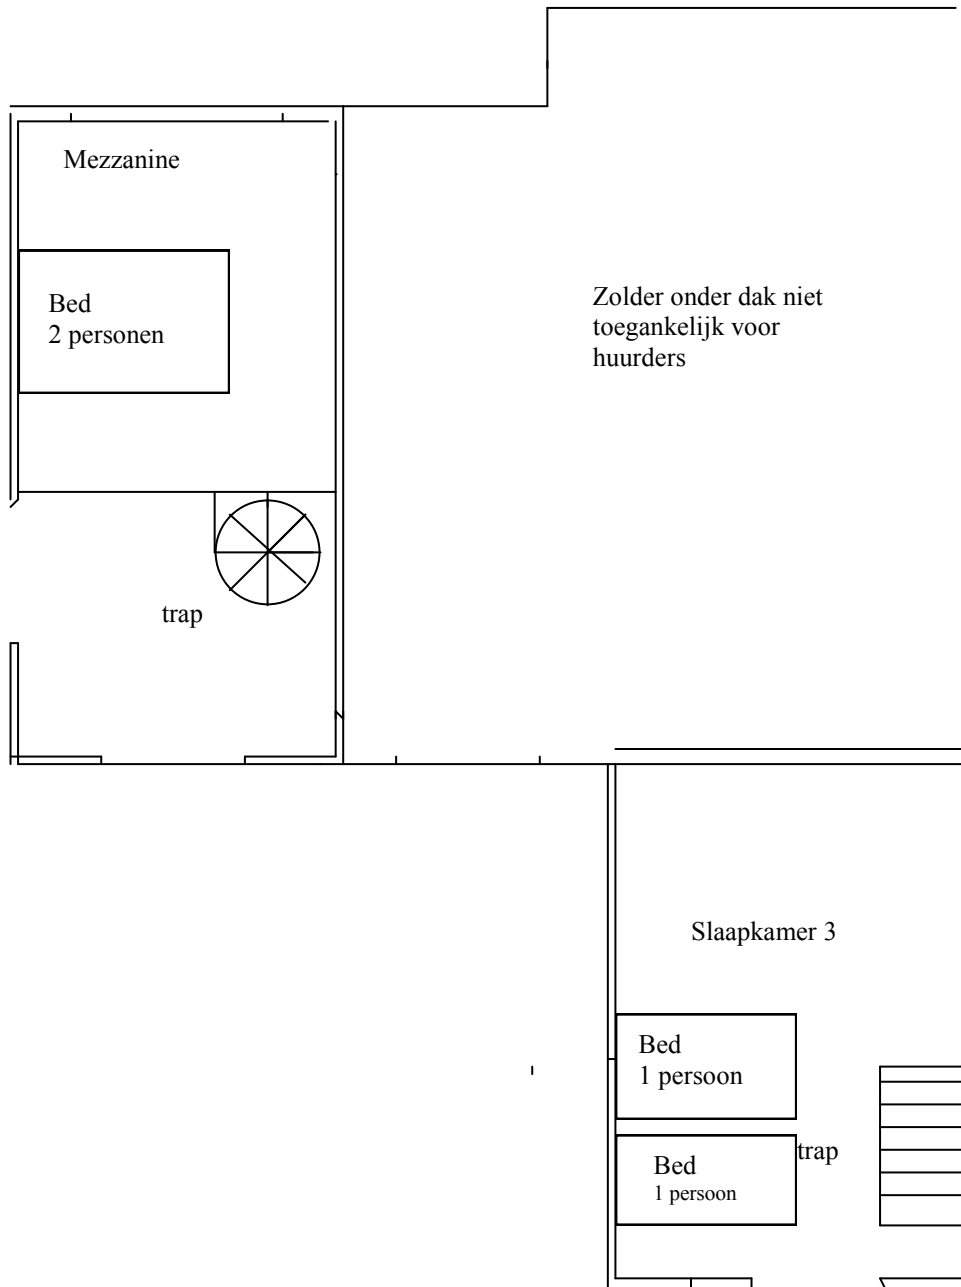 Mezzanine
Bed
2 personen
Zolder onder dak niet
toegankelijk voor
huurders
trap
Slaapkamer 3
Bed
1 persoon
trap
Bed
1 persoon